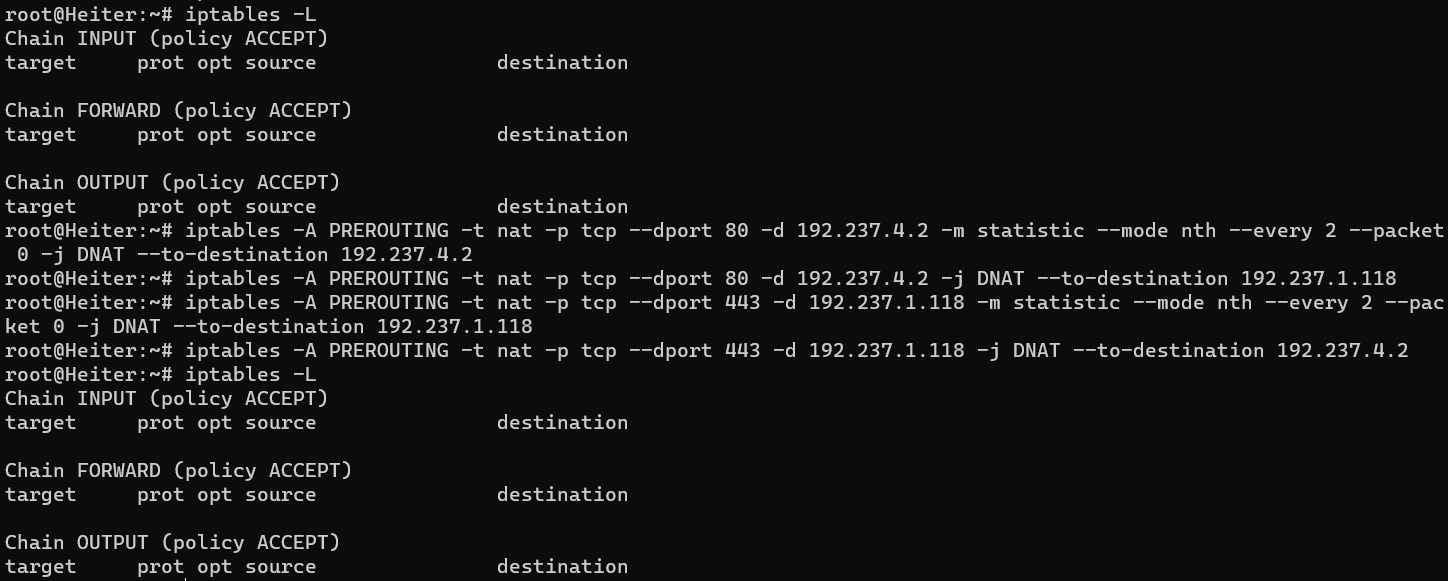 root@Heiter:~# iptables -L
Chain INPUT (policy ACCEPT)
target     prot opt source               destination

Chain FORWARD (policy ACCEPT)
target     prot opt source               destination

Chain OUTPUT (policy ACCEPT)
target     prot opt source               destination
root@Heiter:~# iptables -A PREROUTING -t nat -p tcp --dport 80 -d 192.237.4.2 -m statistic --mode nth --every 2 --packet
 0 -j DNAT --to-destination 192.237.4.2
root@Heiter:~# iptables -A PREROUTING -t nat -p tcp --dport 80 -d 192.237.4.2 -j DNAT --to-destination 192.237.1.118
root@Heiter:~# iptables -A PREROUTING -t nat -p tcp --dport 443 -d 192.237.1.118 -m statistic --mode nth --every 2 --pac
ket 0 -j DNAT --to-destination 192.237.1.118
root@Heiter:~# iptables -A PREROUTING -t nat -p tcp --dport 443 -d 192.237.1.118 -j DNAT --to-destination 192.237.4.2
root@Heiter:~# iptables -L
Chain INPUT (policy ACCEPT)
target     prot opt source               destination

Chain FORWARD (policy ACCEPT)
target     prot opt source               destination

Chain OUTPUT (policy ACCEPT)
target     prot opt source               destination